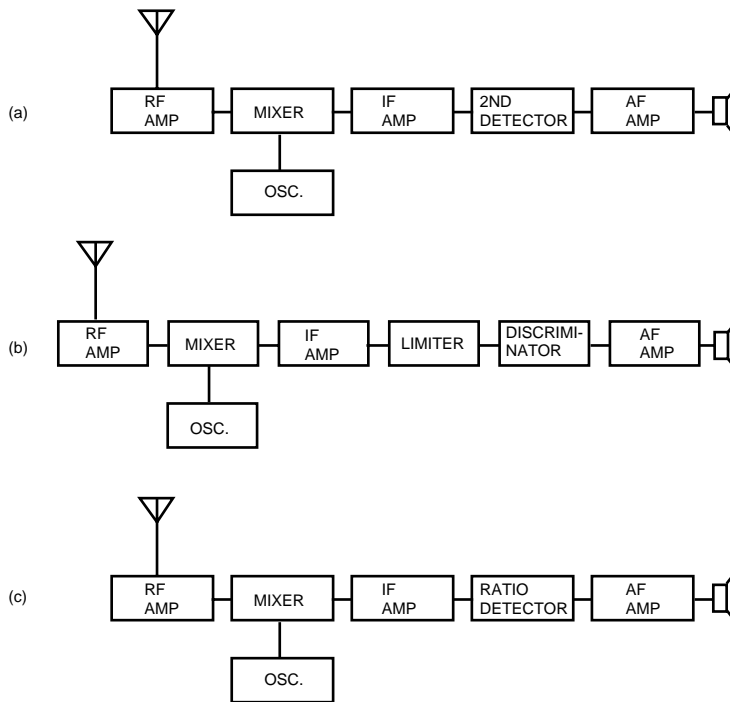 (a)
RF
AMP
MIXER
IF
AMP
2ND
DETECTOR
AF
AMP
OSC.
(b)
RF
AMP
MIXER
IF
AMP
LIMITER
DISCRIMI-
NATOR
AF
AMP
OSC.
(c)
RF
AMP
MIXER
IF
AMP
RATIO
DETECTOR
AF
AMP
OSC.